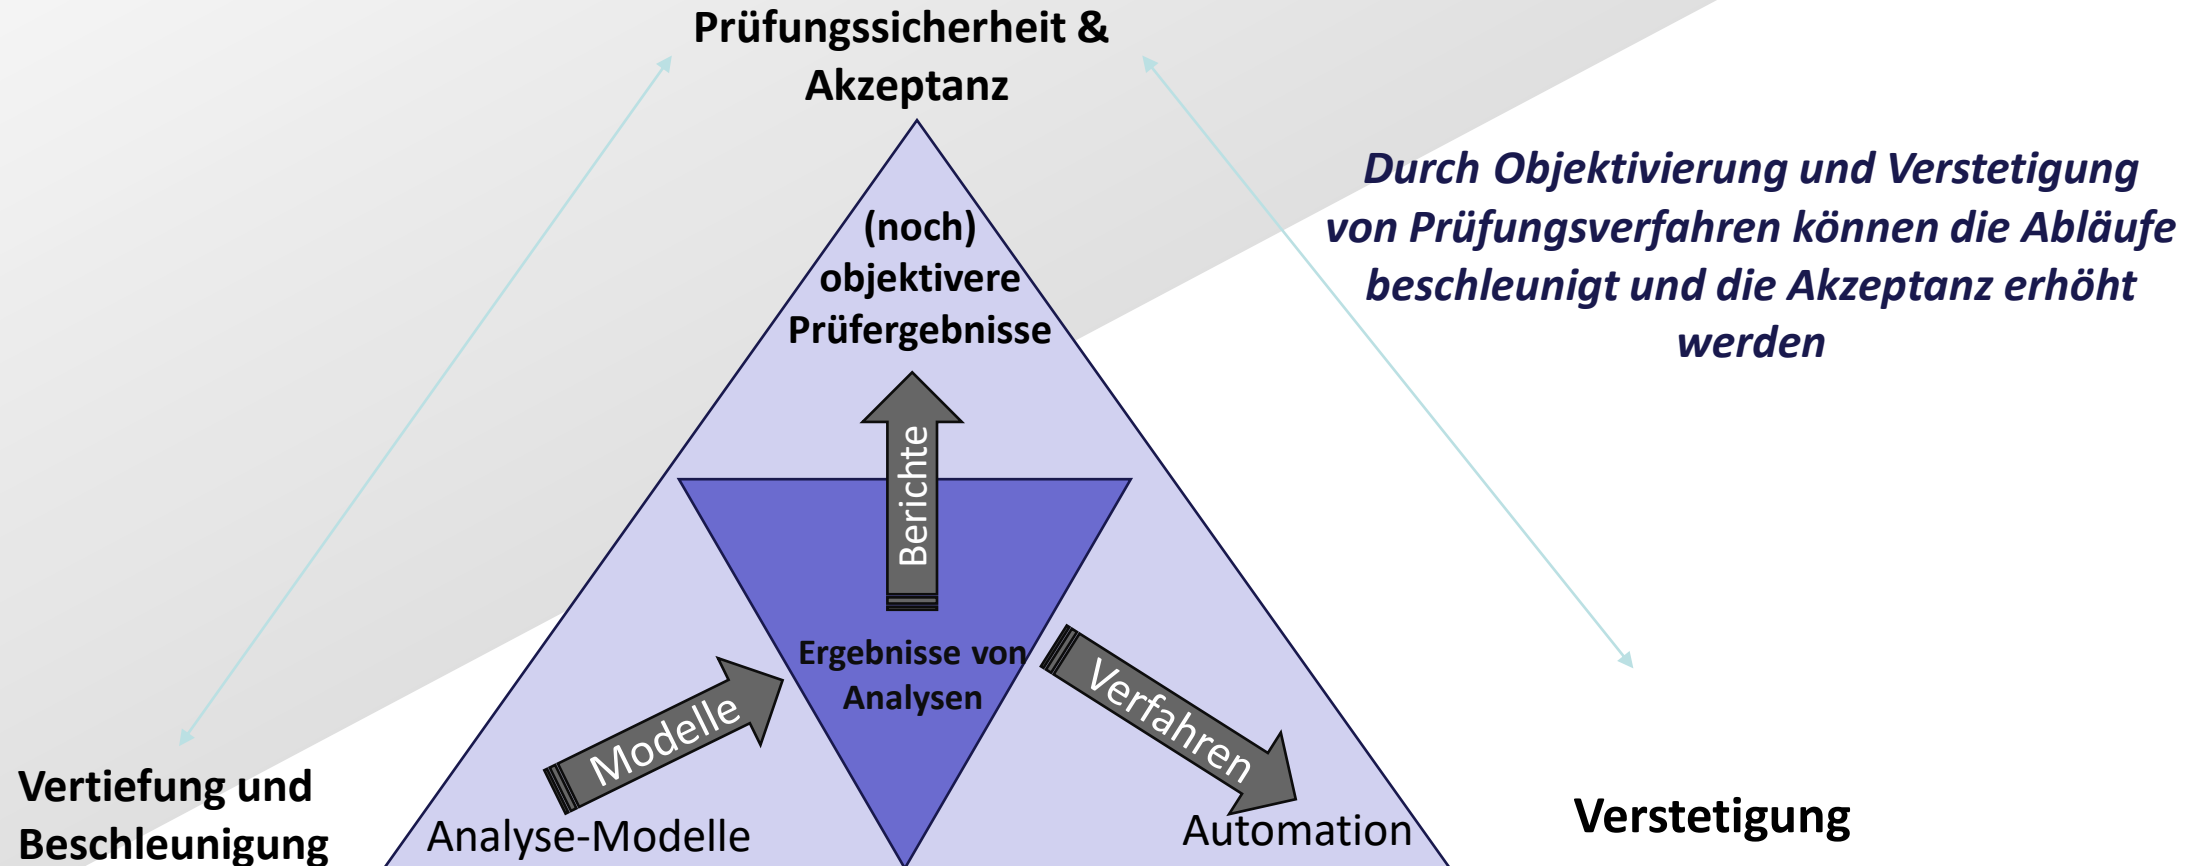 Prüfungssicherheit &
Akzeptanz
Durch Objektivierung und Verstetigung
von Prüfungsverfahren können die Abläufe
beschleunigt und die Akzeptanz erhöht
werden
(noch)
objektivere
Prüfergebnisse
Berichte
Ergebnisse von
Analysen
Modelle
Verfahren
Vertiefung und
Beschleunigung
Analyse-Modelle
Automation
Verstetigung